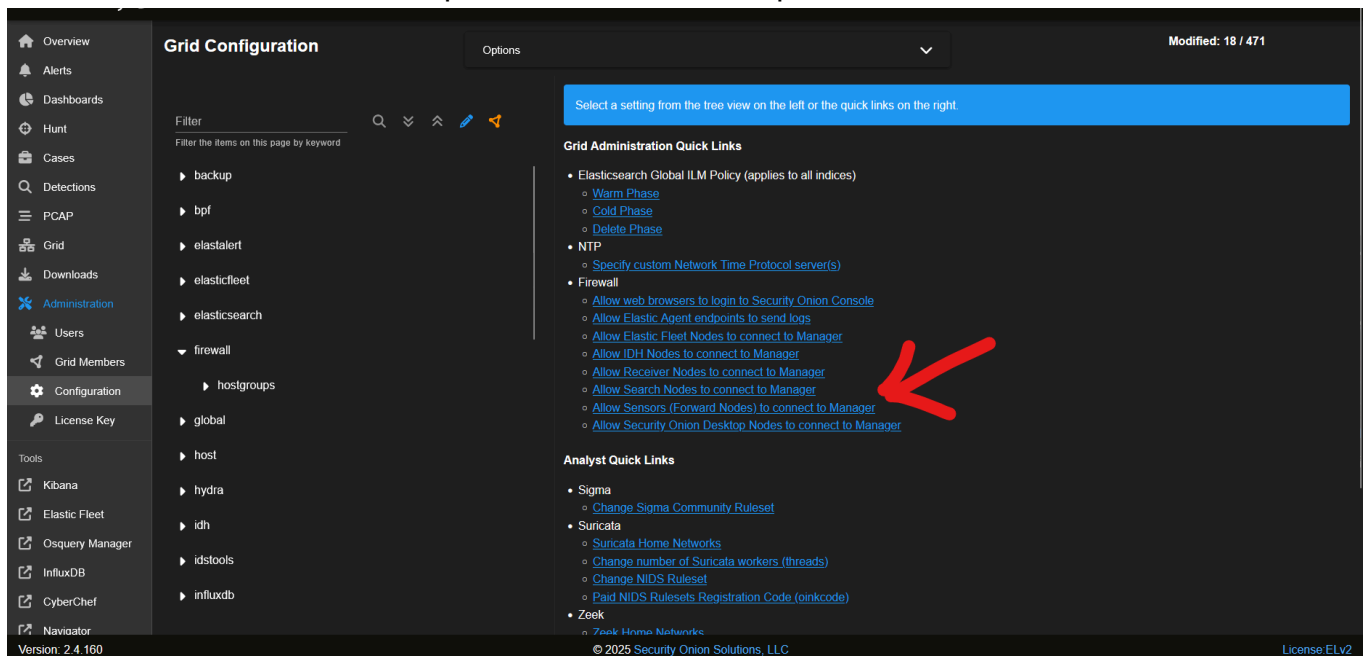 Overview
Alerts
Dashboards
Hunt
Cases
Detections
PCAP
Grid
Downloads
Administration
Users
Grid Members
Configuration
License Key
Tools
Kibana
Elastic Fleet
Osquery Manager
InfluxDB
CyberChef
Navigator
Version: 2.4.160
Grid Configuration
Options
Modified: 18 / 471
Filter
Filter the items on this page by keyword
backup
bpf
elastalert
elasticfleet
elasticsearch
firewall
hostgroups
global
host
hydra
idh
idstools
influxdb
Select a setting from the tree view on the left or the quick links on the right.
Grid Administration Quick Links
Elasticsearch Global ILM Policy (applies to all indices)
Warm Phase
Cold Phase
Delete Phase
NTP
Specify custom Network Time Protocol server(s)
Firewall
Allow web browsers to login to Security Onion Console
Allow Elastic Agent endpoints to send logs
Allow Elastic Fleet Nodes to connect to Manager
Allow IDH Nodes to connect to Manager
Allow Receiver Nodes to connect to Manager
Allow Search Nodes to connect to Manager
Allow Sensors (Forward Nodes) to connect to Manager
Allow Security Onion Desktop Nodes to connect to Manager
Analyst Quick Links
Sigma
Change Sigma Community Ruleset
Suricata
Suricata Home Networks
Change number of Suricata workers (threads)
Change NIDS Ruleset
Paid NIDS Rulesets Registration Code (oinkcode)
Zeek
Zeek Home Networks
© 2025 Security Onion Solutions, LLC
License:ELv2